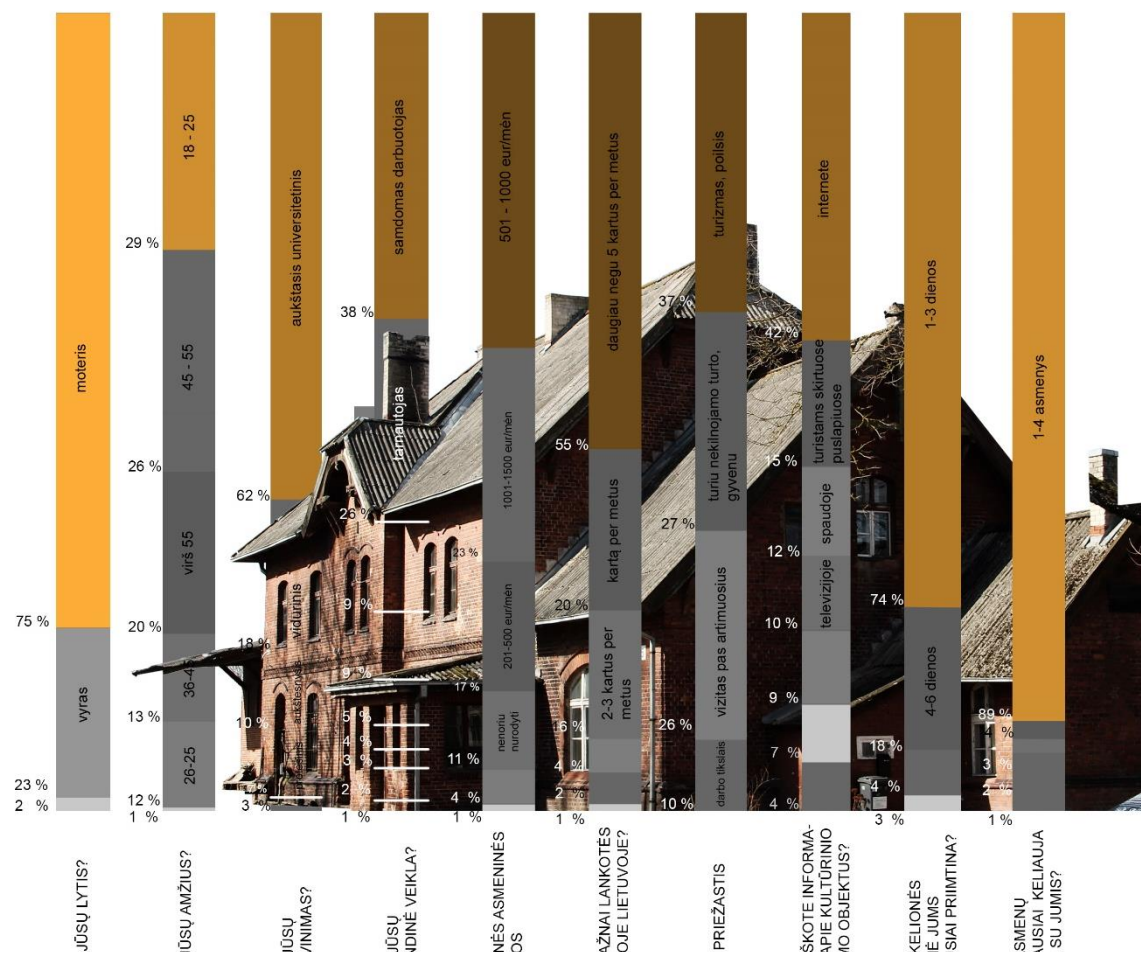 moteris
75 %
vyras
23 %
2 %
JŪSŲ LYTIS?
18 - 25
29 %
45 - 55
26 %
virš 55
20 %
36-4
13 %
26-25
12 %
1 %
ŪSŲ AMŽIUS?
aukštasis universitetinis
62 %
vidurinis
18 %
10 %
7 %
3 %
JŪSŲ
VINIMAS?
samdomas darbuotojas
38 %
tarnautojas
26 %
9 %
9 %
5 %
4 %
3 %
2 %
1 %
JŪSŲ
NDINĖ VEIKLA?
501 - 1000 eur/mėn
1001-1500 eur/mėn
23 %
201-500 eur/mėn
17 %
nenoriu
nurodyti
11 %
4 %
1 %
NĖS ASMENINĖS
OS
daugiau negu 5 kartus per metus
55 %
kartą per metus
20 %
2-3 kartus per
metus
6 %
4 %
2 %
1 %
AŽNAI LANKOTĖS
OJE LIETUVOJE?
turizmas, poilsis
37 %
turiu nekilnojamo turto,
gyvenu
27 %
vizitas pas artimuosius
26 %
darbo tikslais
10 %
PRIEŽASTIS
internete
42 %
turistams skirtuose
puslapiuose
15 %
spaudoje
12 %
televizijoje
10 %
9 %
7 %
4 %
ŠKOTE INFORMA-
APIE KULTŪRINIO
MO OBJEKTUS?
1-3 dienos
74 %
4-6 dienos
18 %
4 %
3 %
KELIONĖS
Ė JUMS
SIAI PRIIMTINA?
1-4 asmenys
89 %
4 %
3 %
2 %
1 %
SMENŲ
AUSIAI KELIAUJA
SU JUMIS?